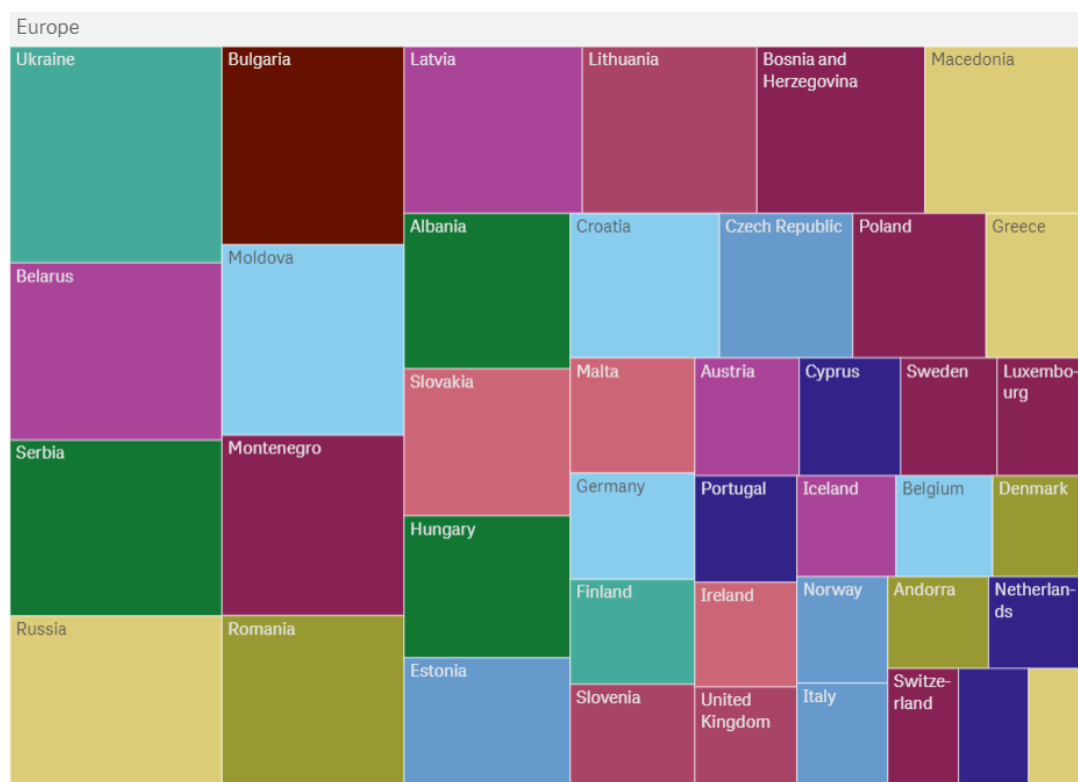 Europe
Ukraine
Bulgaria
Latvia
Lithuania
Bosnia and
Herzegovina
Macedonia
Albania
Croatia
Czech Republic
Poland
Greece
Moldova
Belarus
Malta
Austria
Cyprus
Sweden
Luxembo-
urg
Slovakia
Serbia
Montenegro
Germany
Portugal
Iceland
Belgium
Denmark
Hungary
Finland
Ireland
Norway
Andorra
Netherlan-
ds
Russia
Romania
Estonia
Slovenia
United
Kingdom
Italy
Switze-
rland